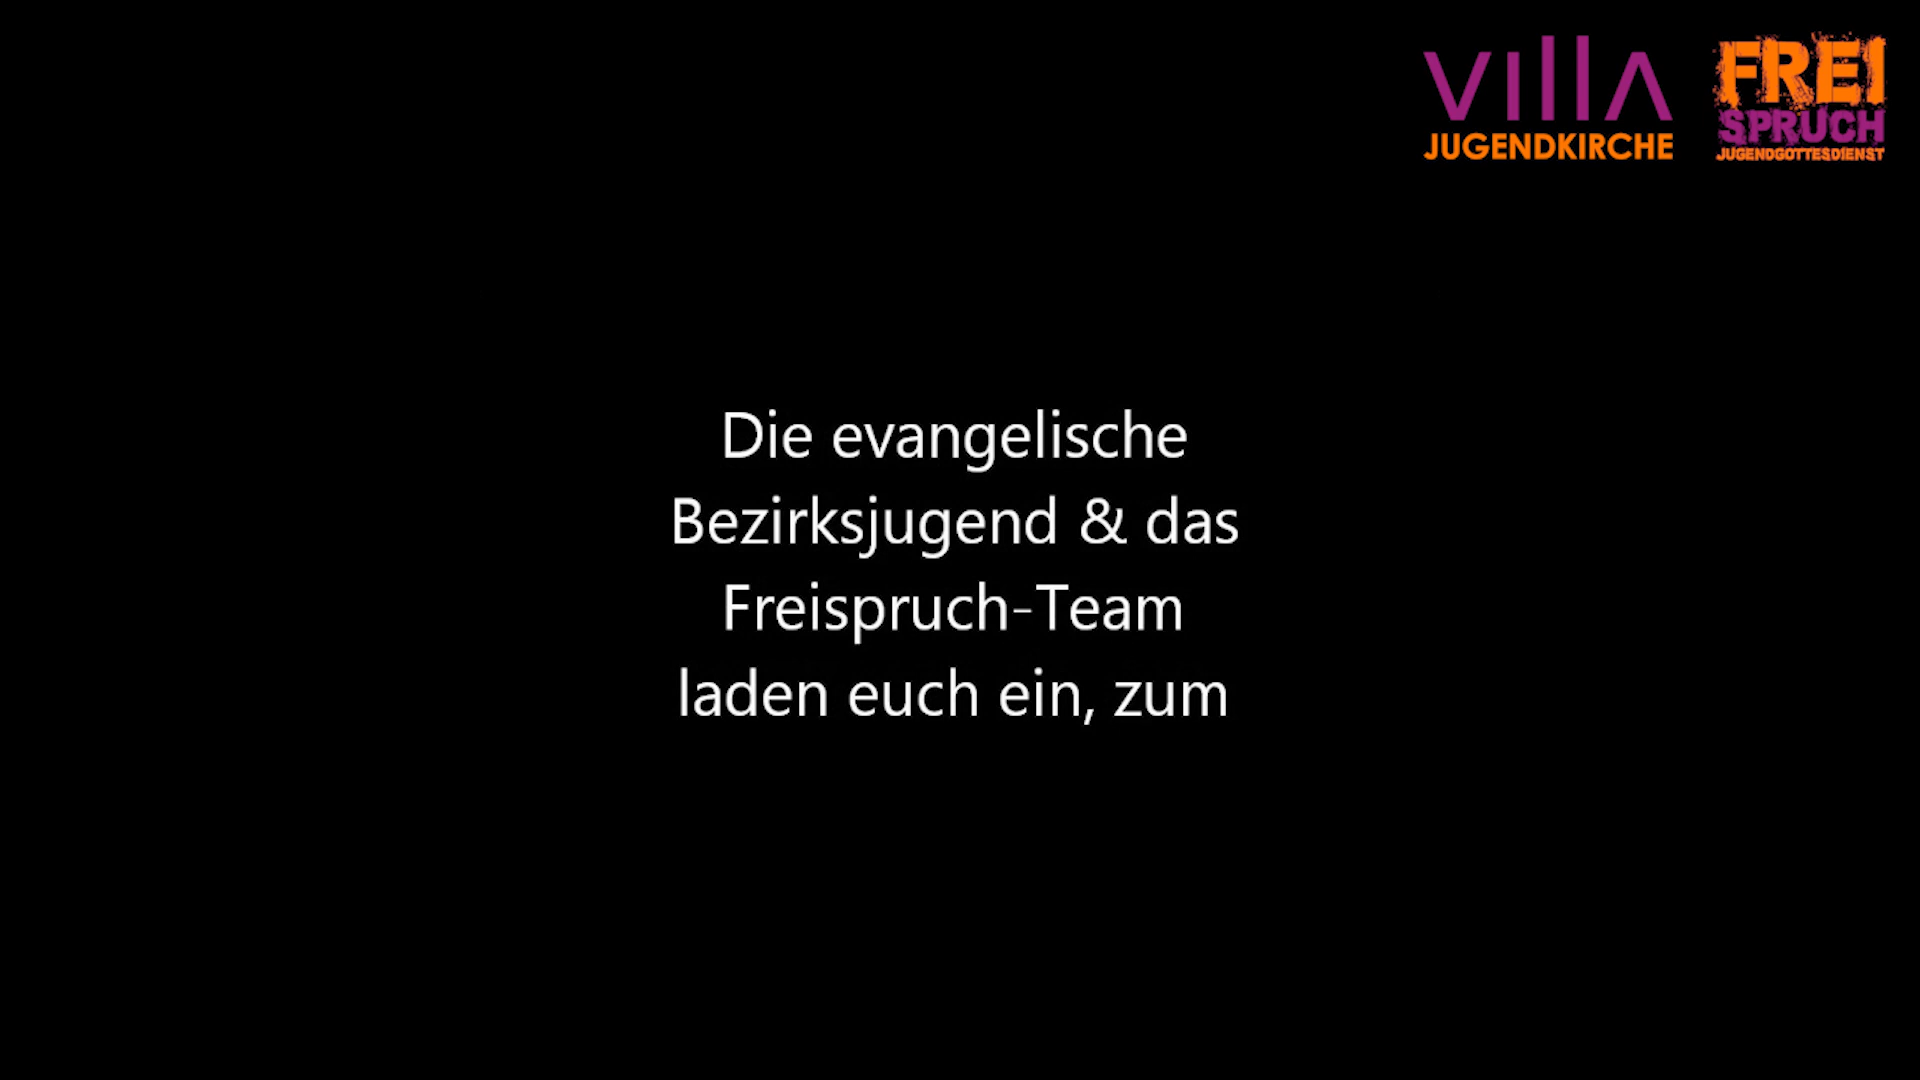 VILLA
JUGENDKIRCHE
FREI
SPRUCH
JUGENDGOTTESDIENST
Die evangelische
Bezirksjugend & das
Freispruch-Team
laden euch ein, zum